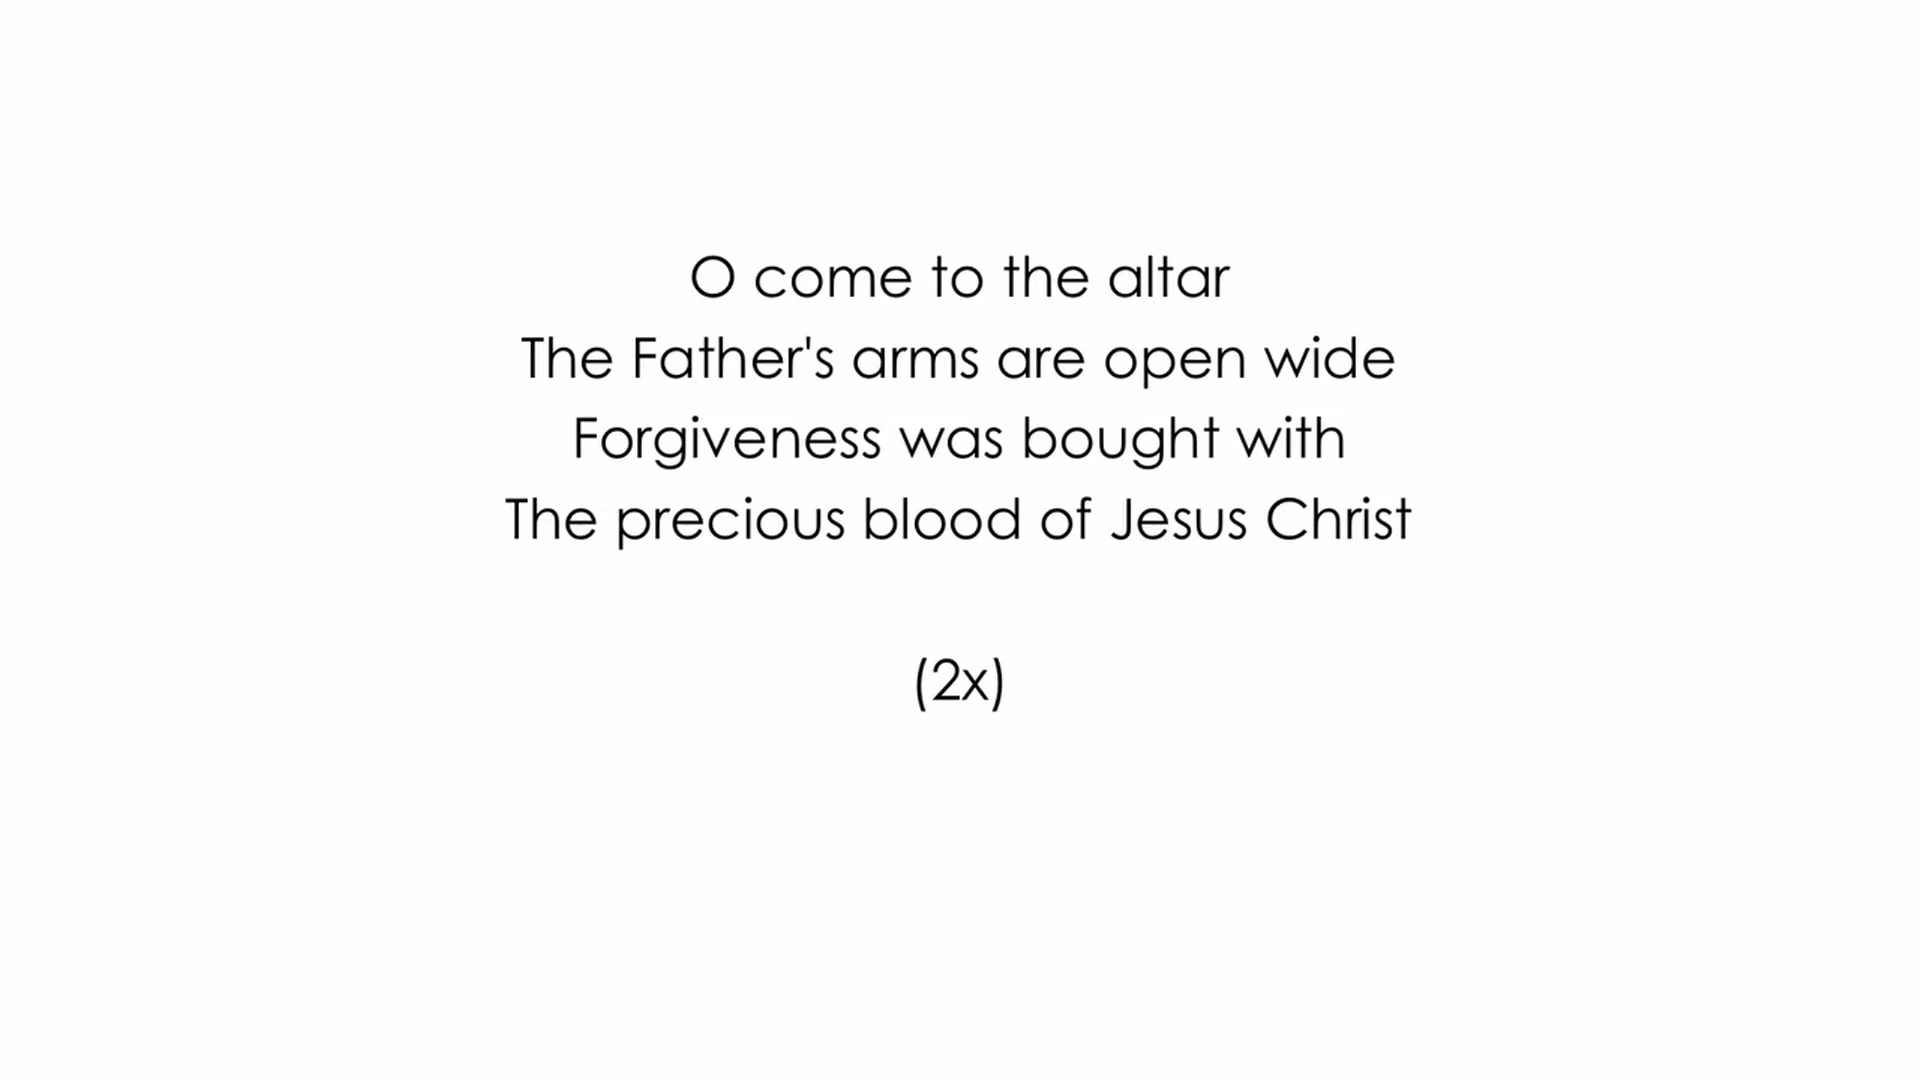 O come to the altar
The Father's arms are open wide
Forgiveness was bought with
The precious blood of Jesus Christ
(2x)